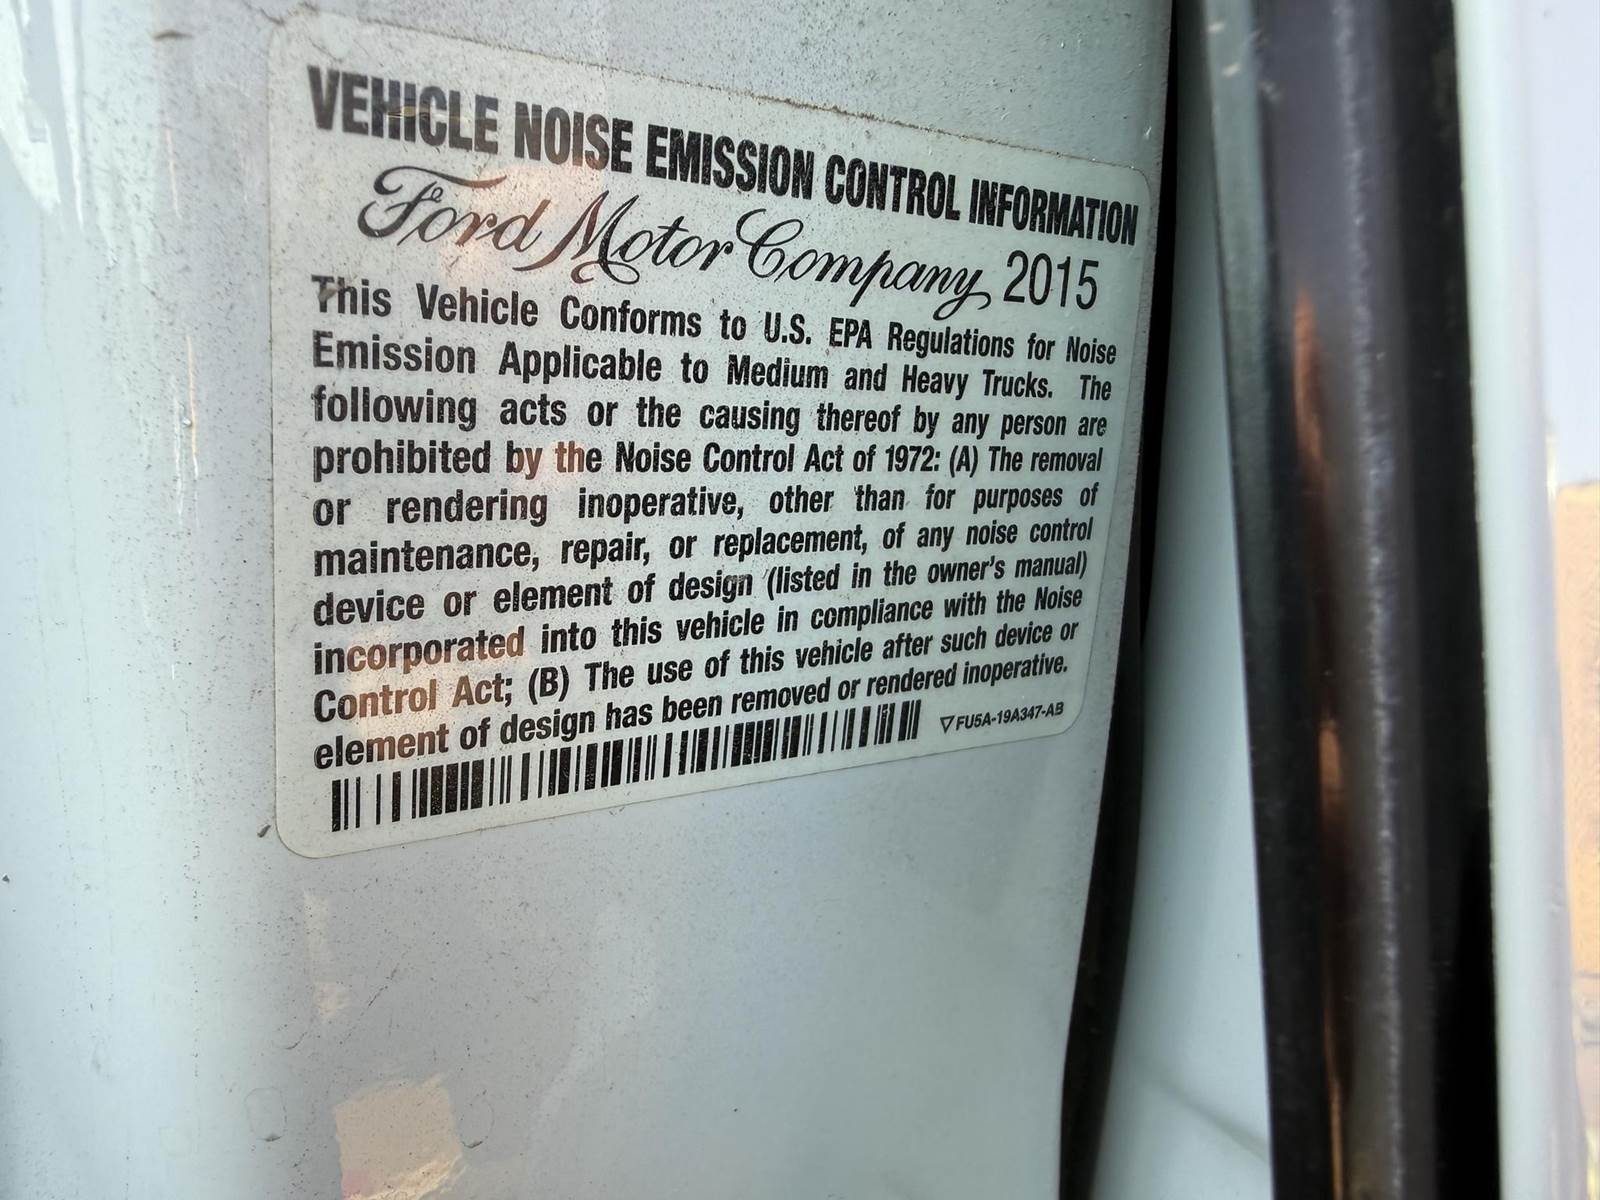 VEHICLE NOISE EMISSION CONTROL INFORMATION
Ford Motor Company 2015
This Vehicle Conforms to U.S. EPA Regulations for Noise
Emission Applicable to Medium and Heavy Trucks. The
following acts or the causing thereof by any person are
prohibited by the Noise Control Act of 1972: (A) The removal
or rendering inoperative, other than for purposes of
maintenance, repair, or replacement, of any noise control
device or element of design (listed in the owner's manual)
incorporated into this vehicle in compliance with the Noise
Control Act; (B) The use of this vehicle after such device or
element of design has been removed or rendered inoperative.
▽FU5A-19A347-AB